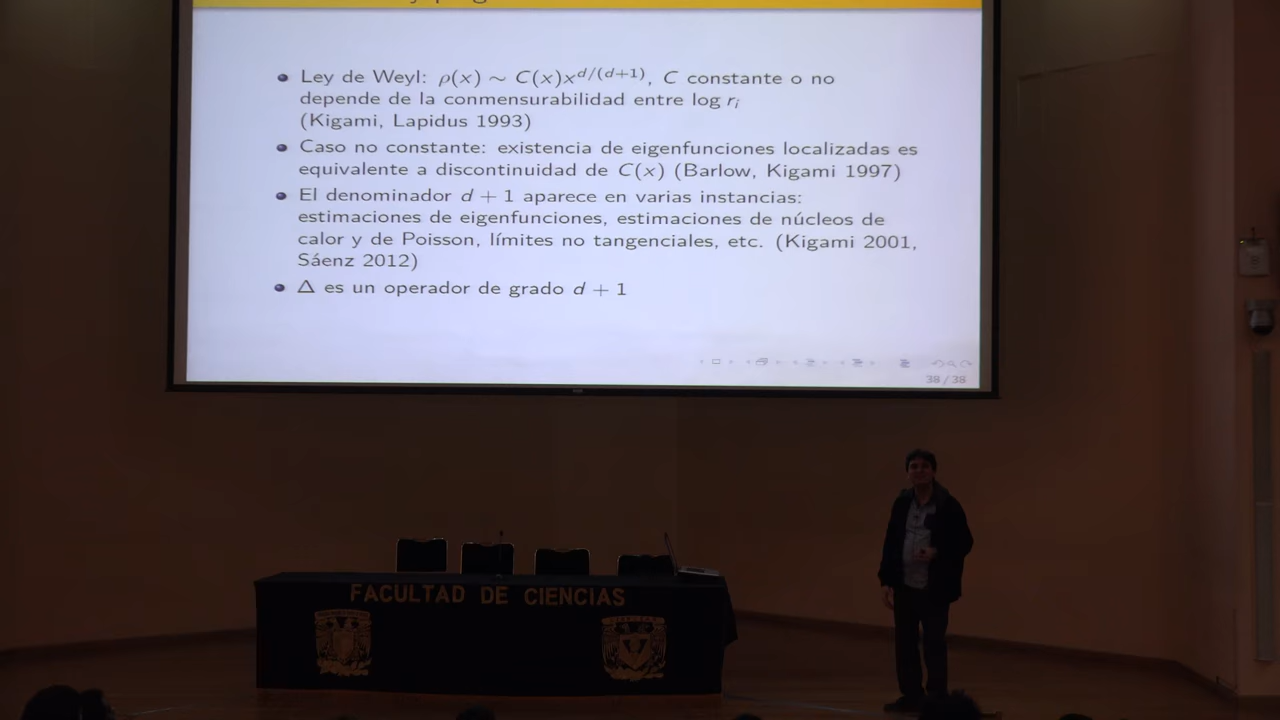 Ley de Weyl: ρ(x) ∼ C(x)x^{d/(d+1)}, C constante o no
depende de la conmensurabilidad entre log r_i
(Kigami, Lapidus 1993)
Caso no constante: existencia de eigenfunciones localizadas es
equivalente a discontinuidad de C(x) (Barlow, Kigami 1997)
El denominador d + 1 aparece en varias instancias:
estimaciones de eigenfunciones, estimaciones de núcleos de
calor y de Poisson, límites no tangenciales, etc. (Kigami 2001,
Sáenz 2012)
Δ es un operador de grado d + 1
38 / 38
FACULTAD DE CIENCIAS